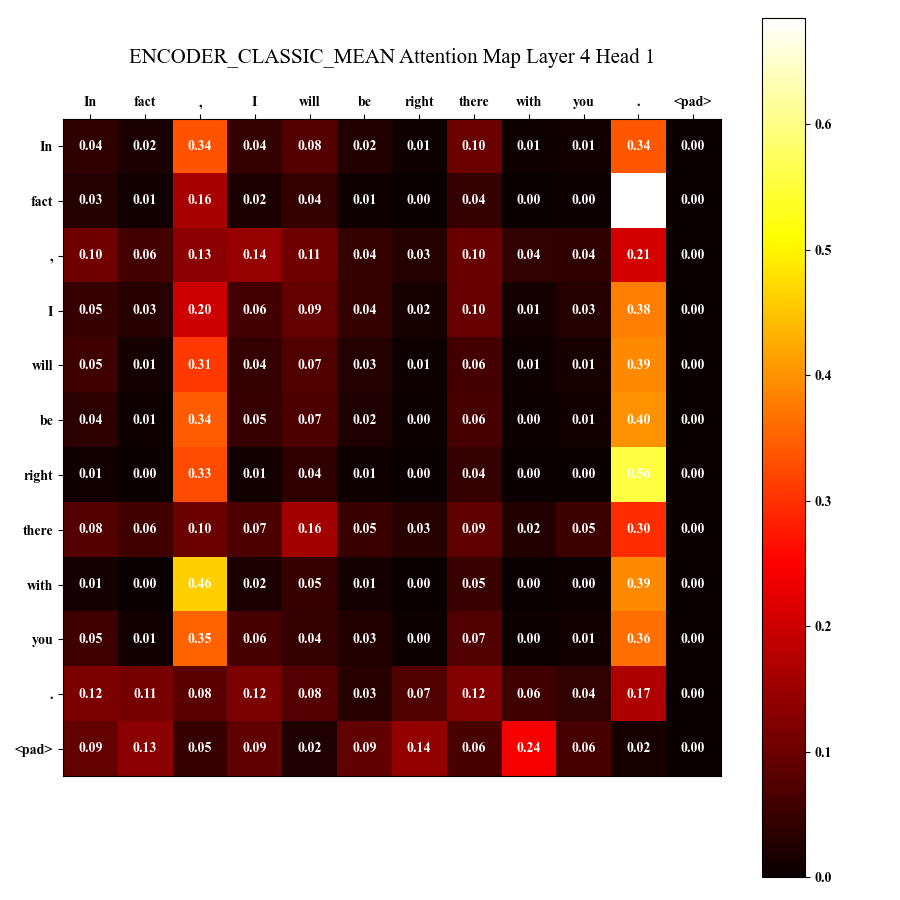 ENCODER_CLASSIC_MEAN Attention Map Layer 4 Head 1
In fact , I will be right there with you . <pad>
In 0.04 0.02 0.34 0.04 0.08 0.02 0.01 0.10 0.01 0.01 0.34 0.00
fact 0.03 0.01 0.16 0.02 0.04 0.01 0.00 0.04 0.00 0.00 0.00
, 0.10 0.06 0.13 0.14 0.11 0.04 0.03 0.10 0.04 0.04 0.21 0.00
I 0.05 0.03 0.20 0.06 0.09 0.04 0.02 0.10 0.01 0.03 0.38 0.00
will 0.05 0.01 0.31 0.04 0.07 0.03 0.01 0.06 0.01 0.01 0.39 0.00
be 0.04 0.01 0.34 0.05 0.07 0.02 0.00 0.06 0.00 0.01 0.40 0.00
right 0.01 0.00 0.33 0.01 0.04 0.01 0.00 0.04 0.00 0.00 0.56 0.00
there 0.08 0.06 0.10 0.07 0.16 0.05 0.03 0.09 0.02 0.05 0.30 0.00
with 0.01 0.00 0.46 0.02 0.05 0.01 0.00 0.05 0.00 0.00 0.39 0.00
you 0.05 0.01 0.35 0.06 0.04 0.03 0.00 0.07 0.00 0.01 0.36 0.00
. 0.12 0.11 0.08 0.12 0.08 0.03 0.07 0.12 0.06 0.04 0.17 0.00
<pad> 0.09 0.13 0.05 0.09 0.02 0.09 0.14 0.06 0.24 0.06 0.02 0.00
0.6
0.5
0.4
0.3
0.2
0.1
0.0